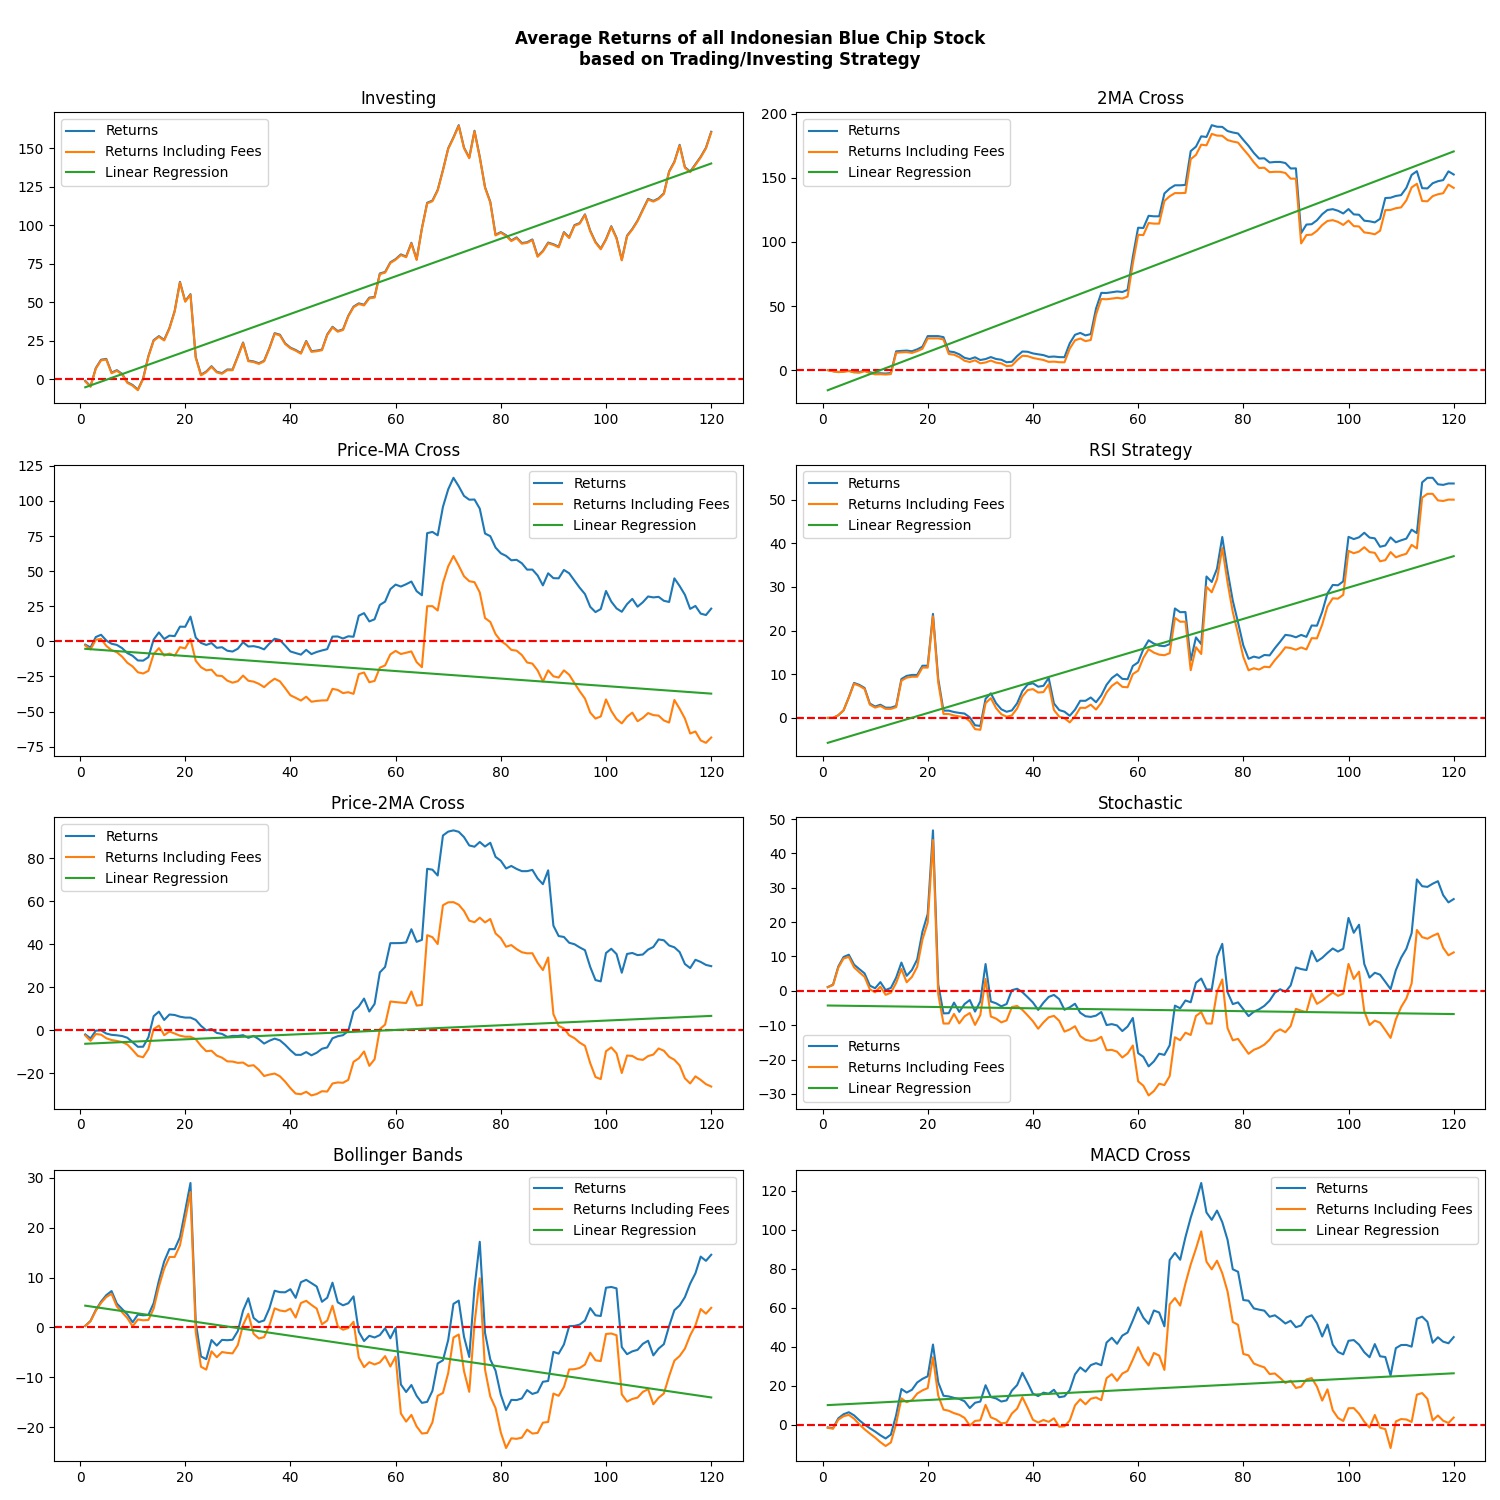 Average Returns of all Indonesian Blue Chip Stock
based on Trading/Investing Strategy
Investing
Returns
Returns Including Fees
Linear Regression
150
125
100
75
50
25
0
0 20 40 60 80 100 120
2MA Cross
Returns
Returns Including Fees
Linear Regression
200
150
100
50
0
0 20 40 60 80 100 120
Price-MA Cross
Returns
Returns Including Fees
Linear Regression
125
100
75
50
25
0
−25
−50
−75
0 20 40 60 80 100 120
RSI Strategy
Returns
Returns Including Fees
Linear Regression
50
40
30
20
10
0
0 20 40 60 80 100 120
Price-2MA Cross
Returns
Returns Including Fees
Linear Regression
80
60
40
20
0
−20
0 20 40 60 80 100 120
Stochastic
50
40
30
20
10
0
−10
−20
−30
Returns
Returns Including Fees
Linear Regression
0 20 40 60 80 100 120
Bollinger Bands
Returns
Returns Including Fees
Linear Regression
30
20
10
0
−10
−20
0 20 40 60 80 100 120
MACD Cross
Returns
Returns Including Fees
Linear Regression
120
100
80
60
40
20
0
0 20 40 60 80 100 120